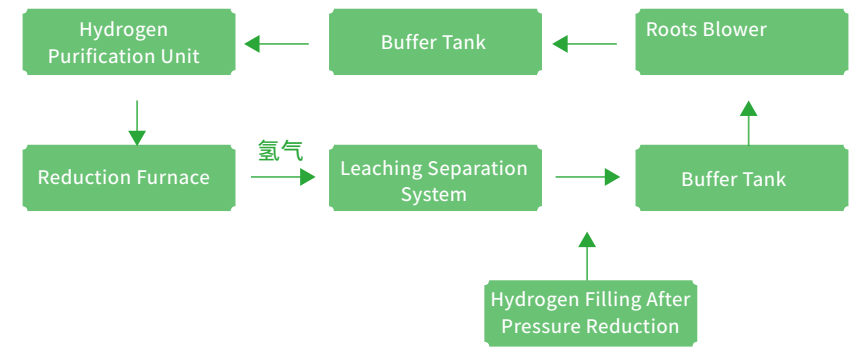 Hydrogen
Purification Unit
Buffer Tank
Roots Blower
Reduction Furnace
氢气
Leaching Separation
System
Buffer Tank
Hydrogen Filling After
Pressure Reduction